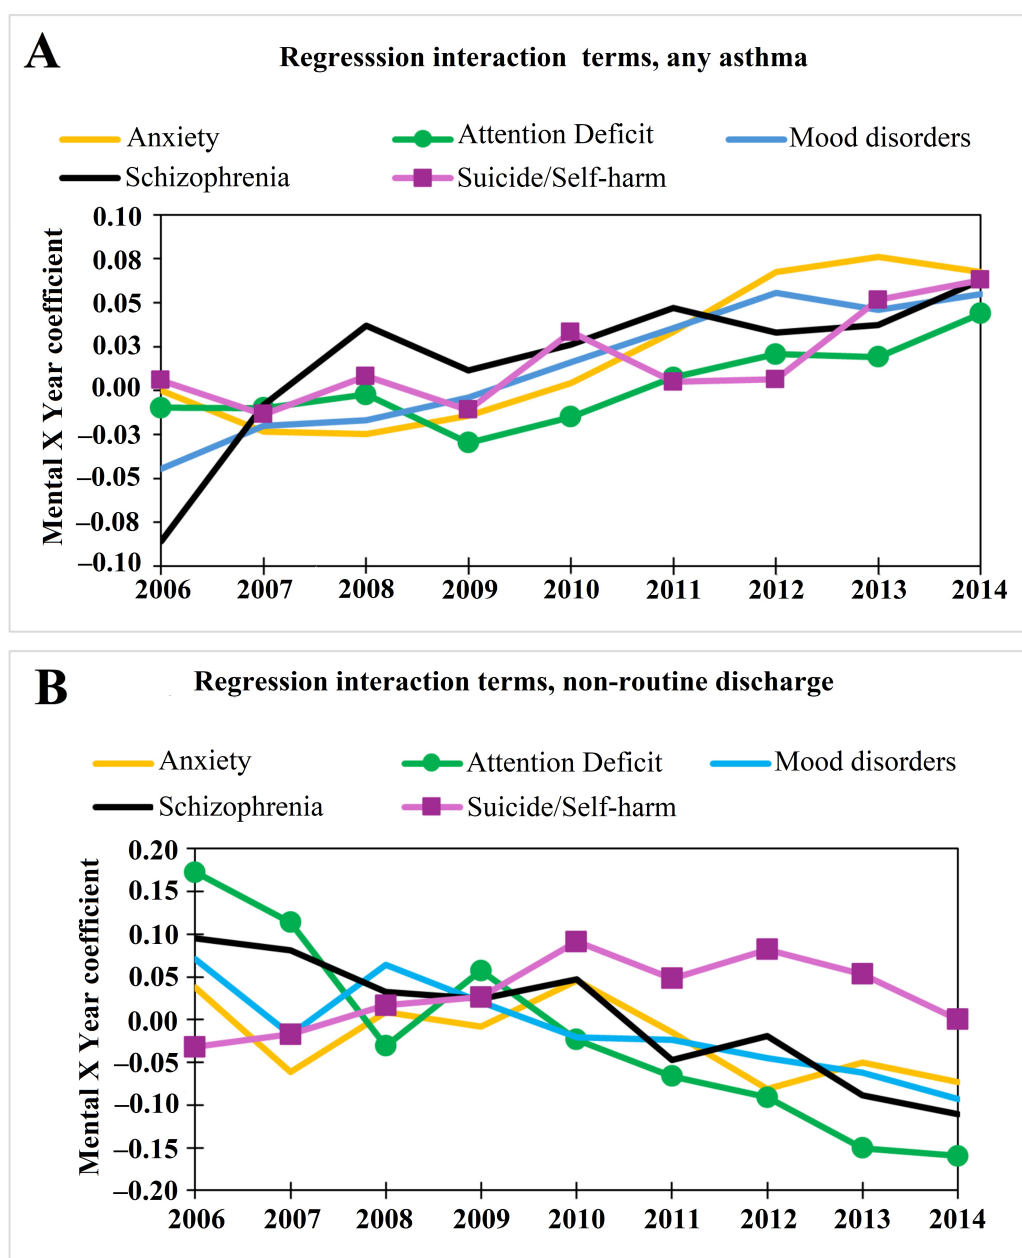 A
Regresssion interaction terms, any asthma
Anxiety Attention Deficit Mood disorders
Schizophrenia Suicide/Self-harm
Mental X Year coefficient
0.10
0.08
0.05
0.03
0.00
–0.03
–0.05
–0.08
–0.10
2006 2007 2008 2009 2010 2011 2012 2013 2014
B
Regression interaction terms, non-routine discharge
Anxiety Attention Deficit Mood disorders
Schizophrenia Suicide/Self-harm
Mental X Year coefficient
0.20
0.15
0.10
0.05
0.00
–0.05
–0.10
–0.15
–0.20
2006 2007 2008 2009 2010 2011 2012 2013 2014